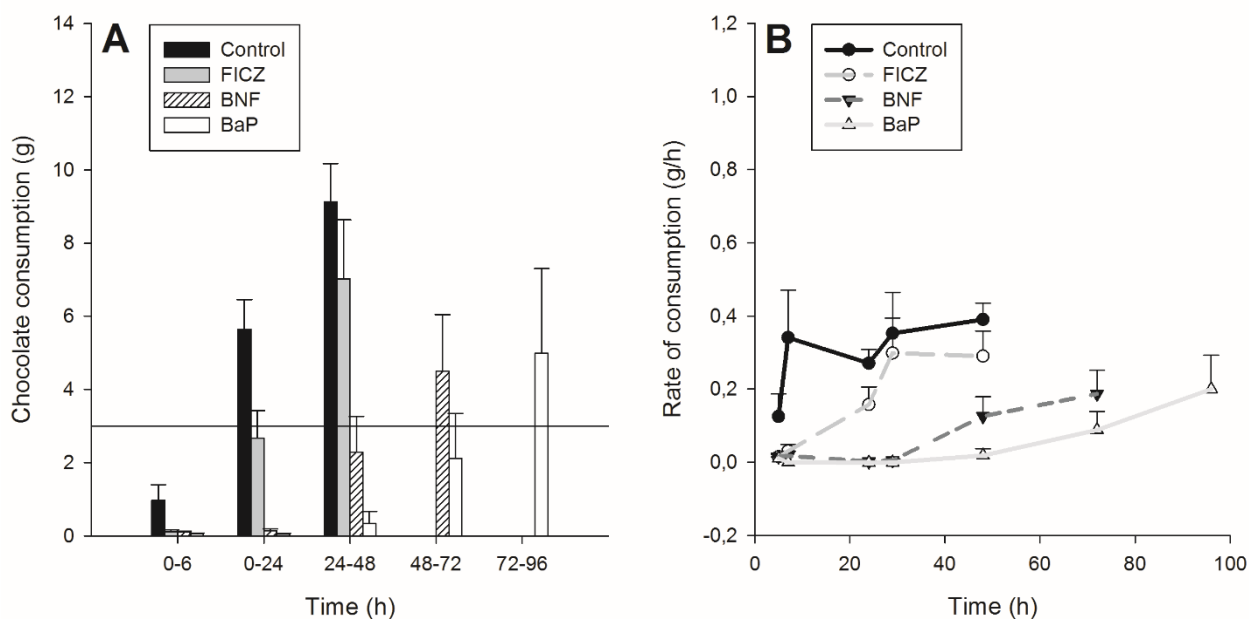 A
Control
FICZ
BNF
BaP
Chocolate consumption (g)
14
12
10
8
6
4
2
0
0-6
0-24
24-48
48-72
72-96
Time (h)
B
Control
FICZ
BNF
BaP
Rate of consumption (g/h)
1,2
1,0
0,8
0,6
0,4
0,2
0,0
-0,2
0
20
40
60
80
100
Time (h)